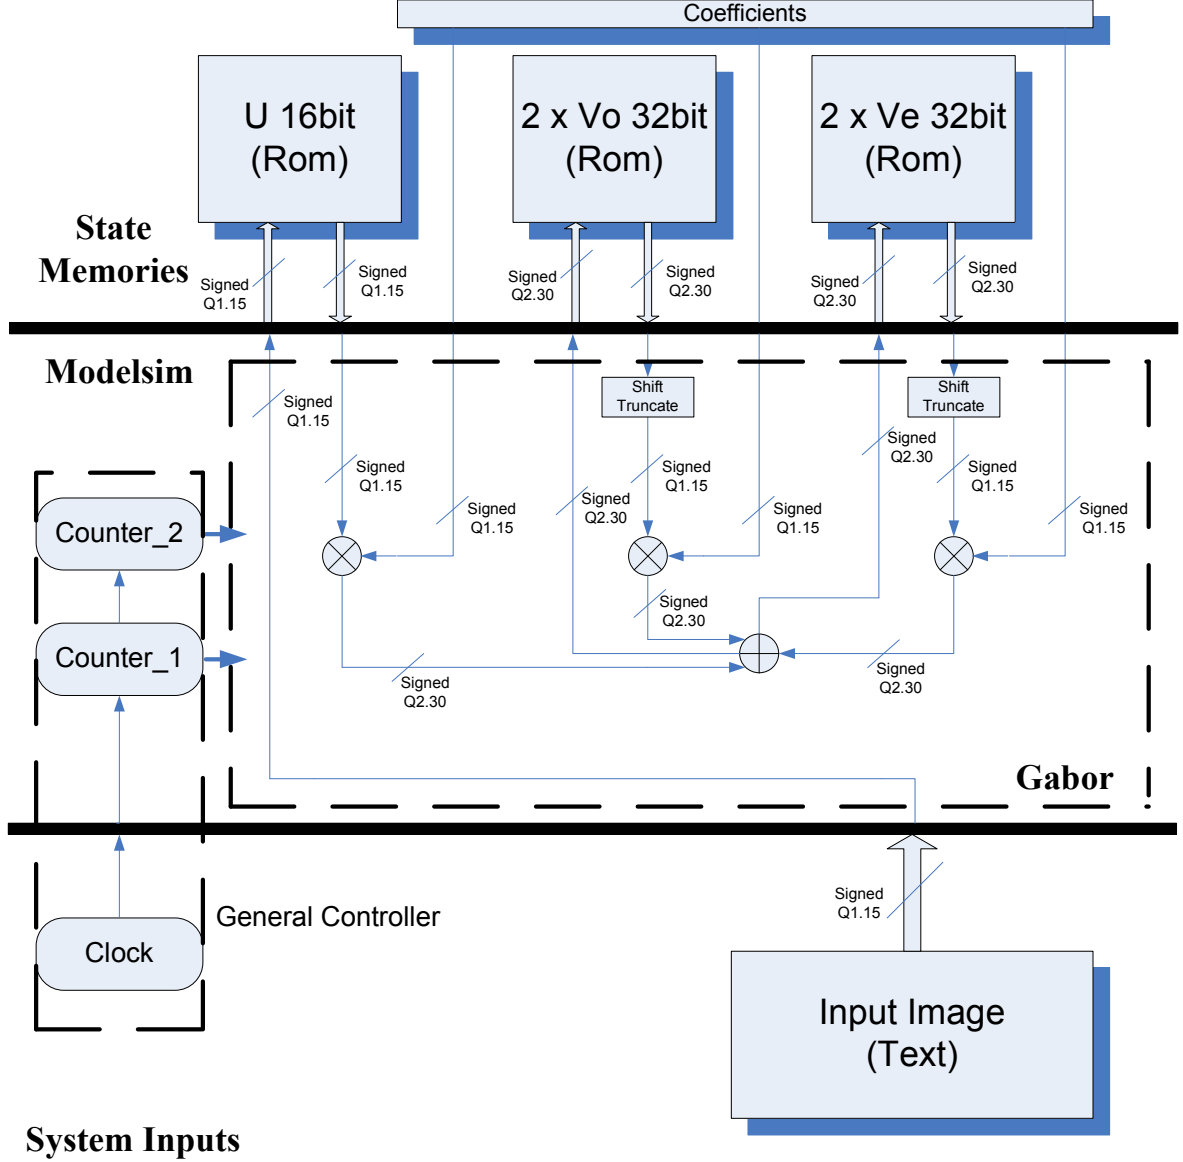 Coefficients
U 16bit
(Rom)
2 x Vo 32bit
(Rom)
2 x Ve 32bit
(Rom)
State
Memories
Signed
Q1.15
Signed
Q1.15
Signed
Q2.30
Signed
Q2.30
Signed
Q2.30
Signed
Q2.30
Modelsim
Signed
Q1.15
Shift
Truncate
Shift
Truncate
Signed
Q2.30
Signed
Q1.15
Signed
Q1.15
Signed
Q1.15
Signed
Q2.30
Signed
Q1.15
Signed
Q1.15
Signed
Q1.15
Counter_2
Counter_1
Signed
Q2.30
Signed
Q2.30
Signed
Q2.30
Gabor
Signed
Q1.15
General Controller
Clock
Input Image
(Text)
System Inputs